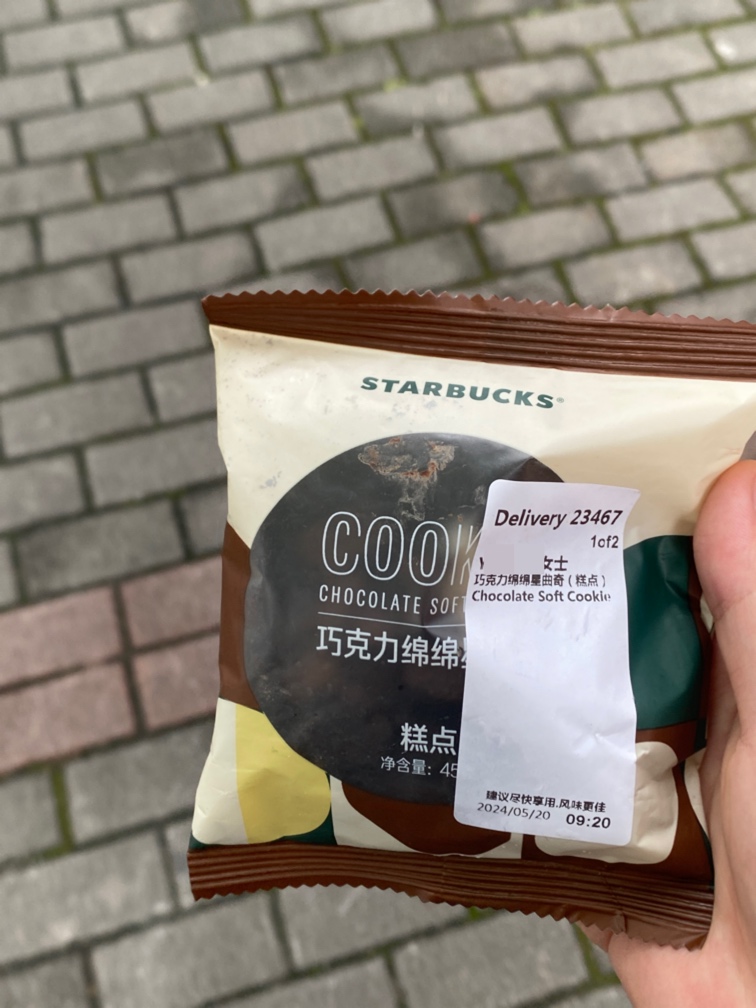 STARBUCKS®
COOK
CHOCOLATE SOFT
巧克力绵绵
糕点
净含量: 45
Delivery 23467
1of2
女士
巧克力绵绵星曲奇（糕点）
Chocolate Soft Cookie
建议尽快享用,风味更佳
2024/05/20 09:20